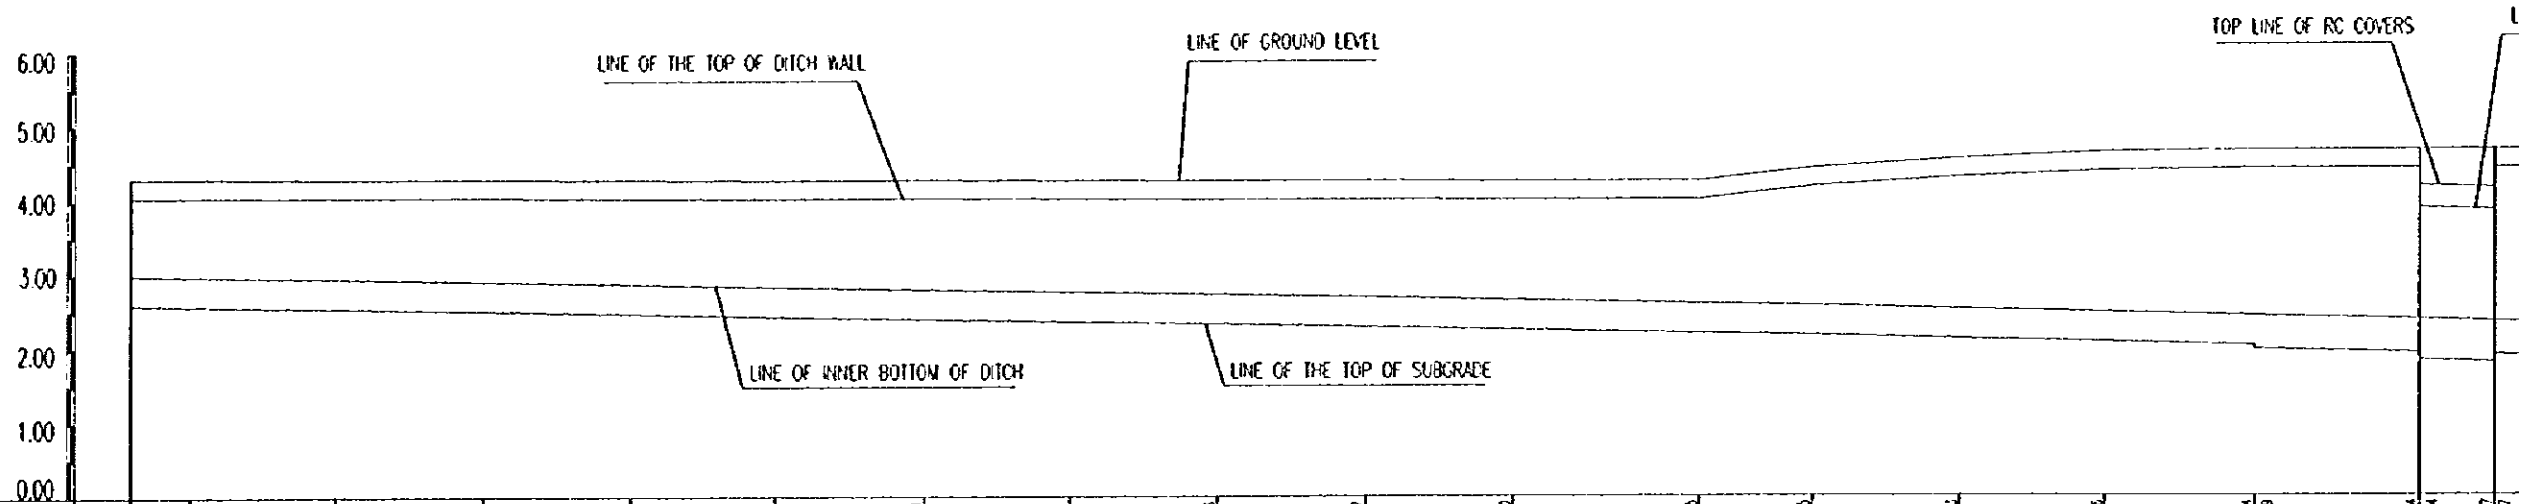 TOP LINE OF RC COVERS
LINE OF GROUND LEVEL
LINE OF THE TOP OF DITCH WALL
6.00
5.00
4.00
3.00
2.00
1.00
0.00
LINE OF INNER BOTTOM OF DITCH
LINE OF THE TOP OF SUBGRADE